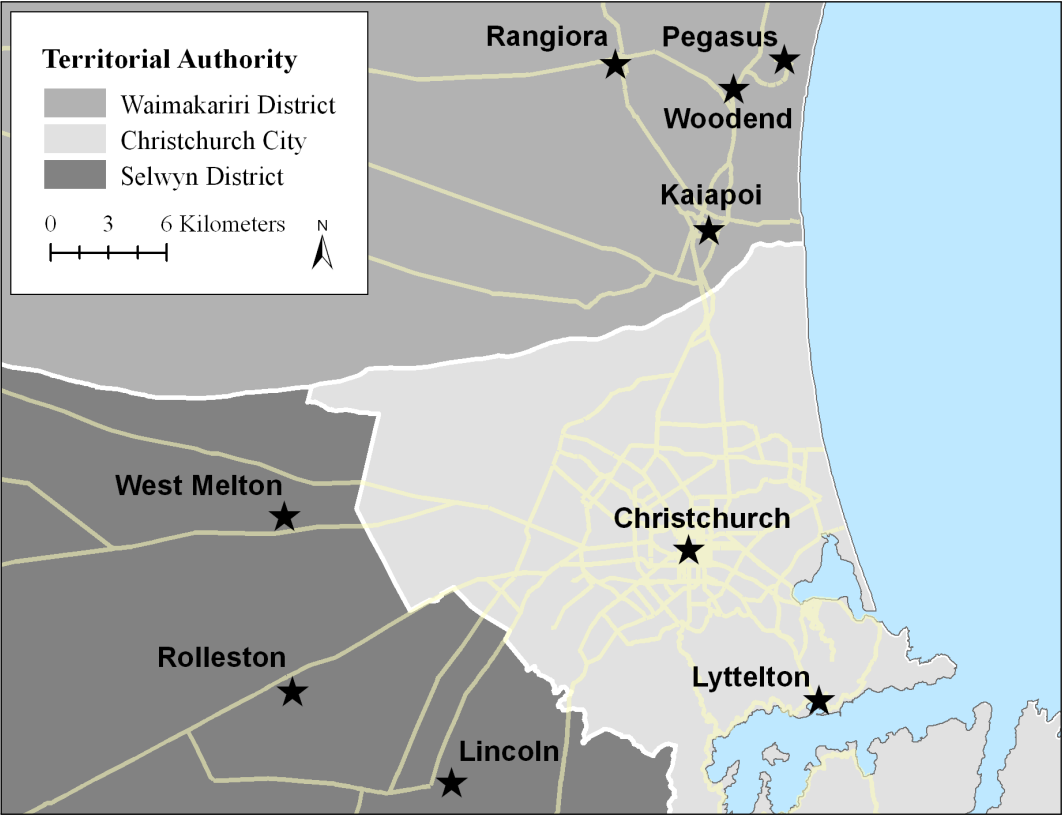 Territorial Authority
Waimakariri District
Christchurch City
Selwyn District
0 3 6 Kilometers
N
Rangiora
Pegasus
Woodend
Kaiapoi
West Melton
Christchurch
Rolleston
Lyttelton
Lincoln